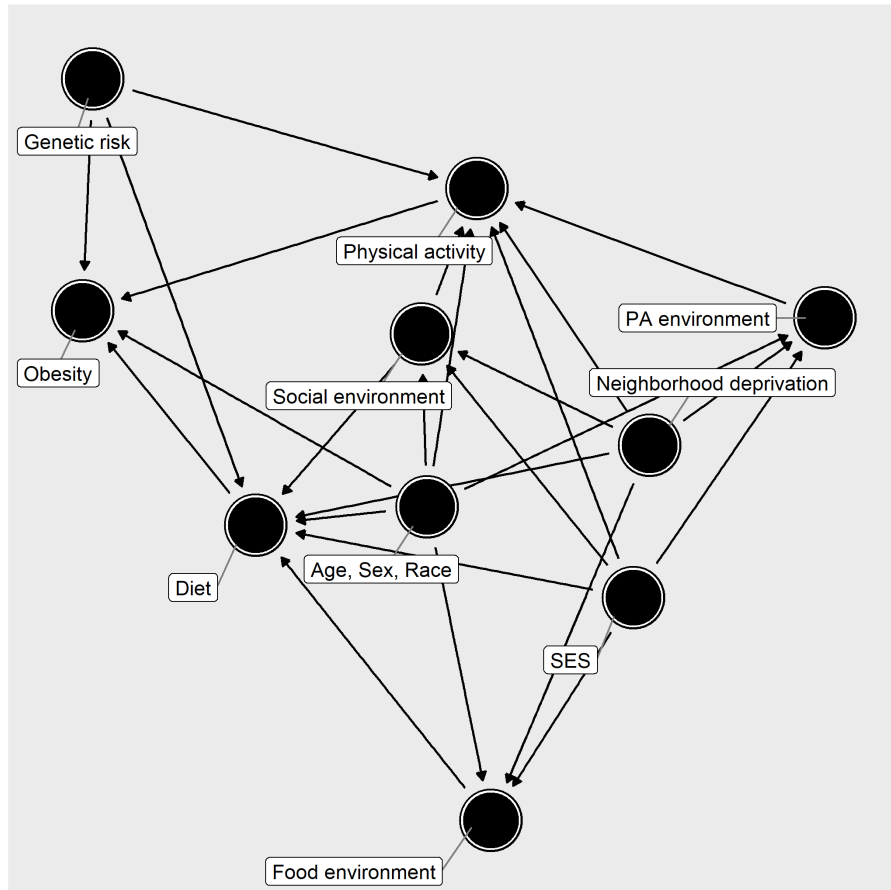 Genetic risk
Physical activity
PA environment
Obesity
Neighborhood deprivation
Social environment
Age, Sex, Race
Diet
SES
Food environment